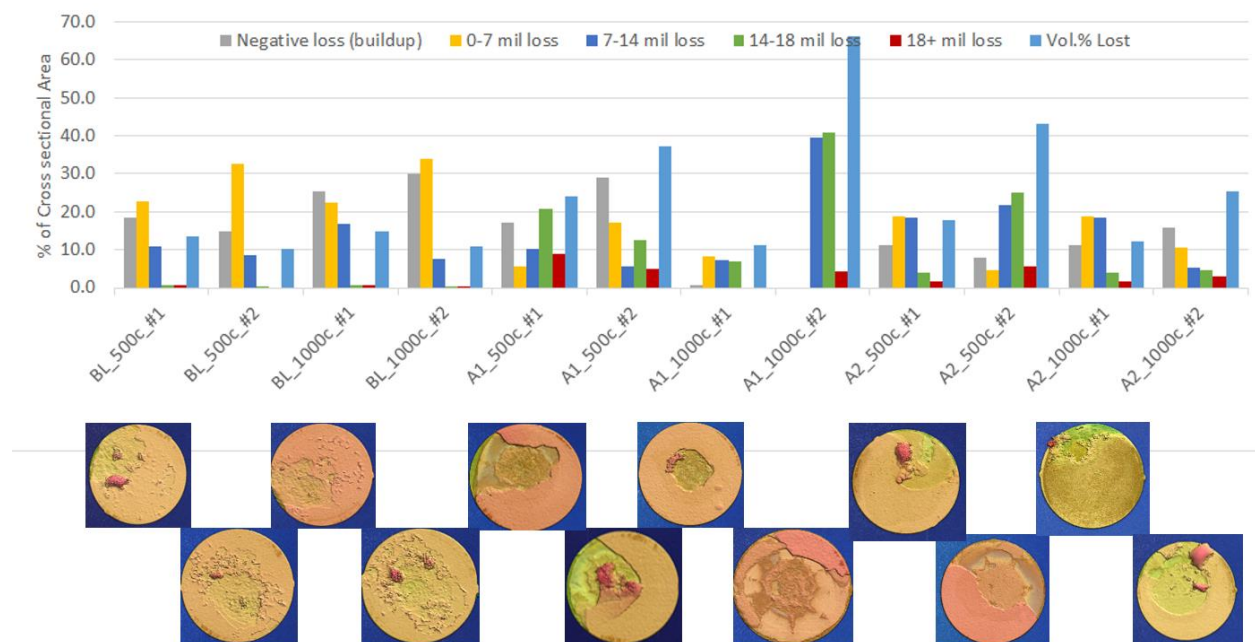 70.0
Negative loss (buildup) 0-7 mil loss 7-14 mil loss 14-18 mil loss 18+ mil loss Vol.% Lost
60.0
50.0
40.0
30.0
20.0
10.0
0.0
% of Cross sectional Area
BL_500c_#1
BL_500c_#2
BL_1000c_#1
BL_1000c_#2
A1_500c_#1
A1_500c_#2
A1_1000c_#1
A1_1000c_#2
A2_500c_#1
A2_500c_#2
A2_1000c_#1
A2_1000c_#2